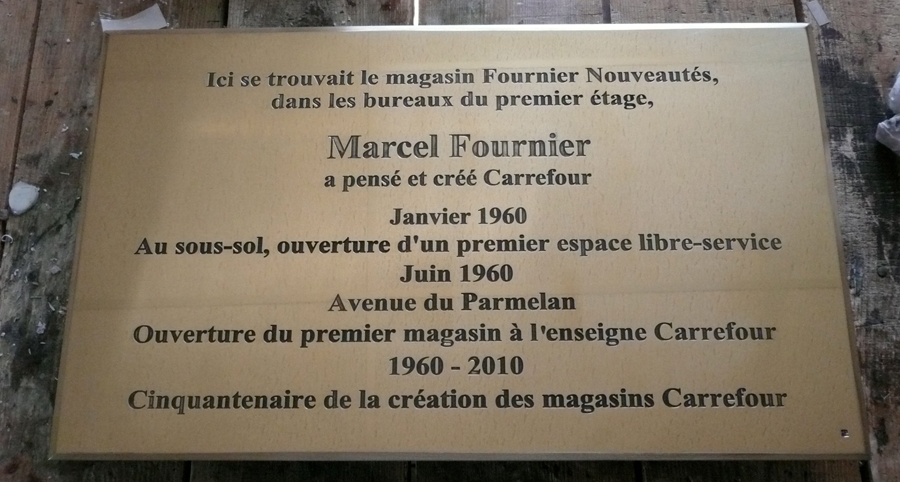 Ici se trouvait le magasin Fournier Nouveautés,
dans les bureaux du premier étage,
Marcel Fournier
a pensé et créé Carrefour
Janvier 1960
Au sous-sol, ouverture d'un premier espace libre-service
Juin 1960
Avenue du Parmelan
Ouverture du premier magasin à l'enseigne Carrefour
1960 - 2010
Cinquantenaire de la création des magasins Carrefour